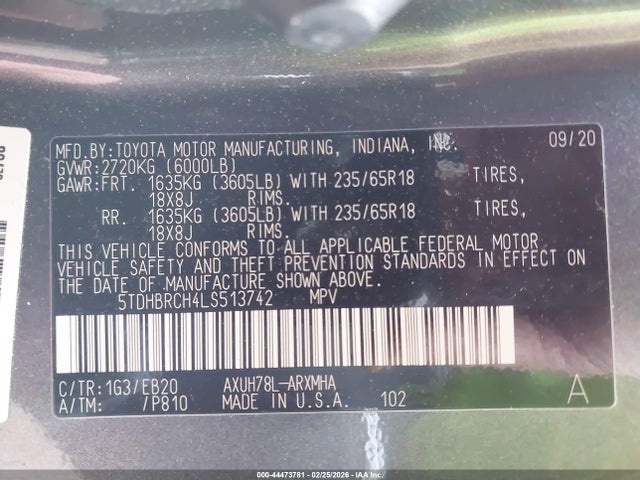 MFD.BY:TOYOTA MOTOR MANUFACTURING, INDIANA, INC. 09/20
GVWR:2720KG (6000LB)
GAWR:FRT. 1635KG (3605LB) WITH 235/65R18 TIRES,
18X8J RIMS.
RR. 1635KG (3605LB) WITH 235/65R18 TIRES,
18X8J RIMS.
THIS VEHICLE CONFORMS TO ALL APPLICABLE FEDERAL MOTOR
VEHICLE SAFETY AND THEFT PREVENTION STANDARDS IN EFFECT ON
THE DATE OF MANUFACTURE SHOWN ABOVE.
5TDHBRCH4LS513742 MPV
C/TR:1G3/EB20 AXUH78L-ARXMHA
A/TM: /P810 MADE IN U.S.A. 102 A
000-44473781 - 02/25/2026 - IAA Inc.